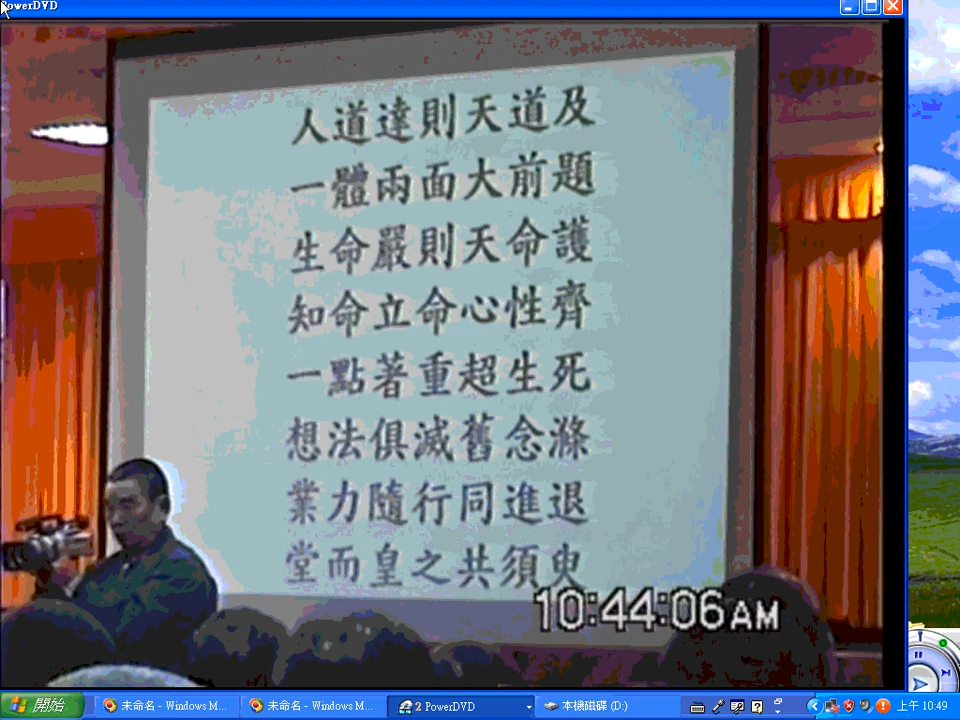 PowerDVD
人道達則天道及
一體兩面大前題
生命嚴則天命護
知命立命心性齊
一點著重超生死
想法俱滅舊念滌
業力隨行同進退
堂而皇之共須臾
10:44:06AM
開始
未命名 - Windows M...
未命名 - Windows M...
2 PowerDVD
本機磁碟 (D:)
上午 10:49